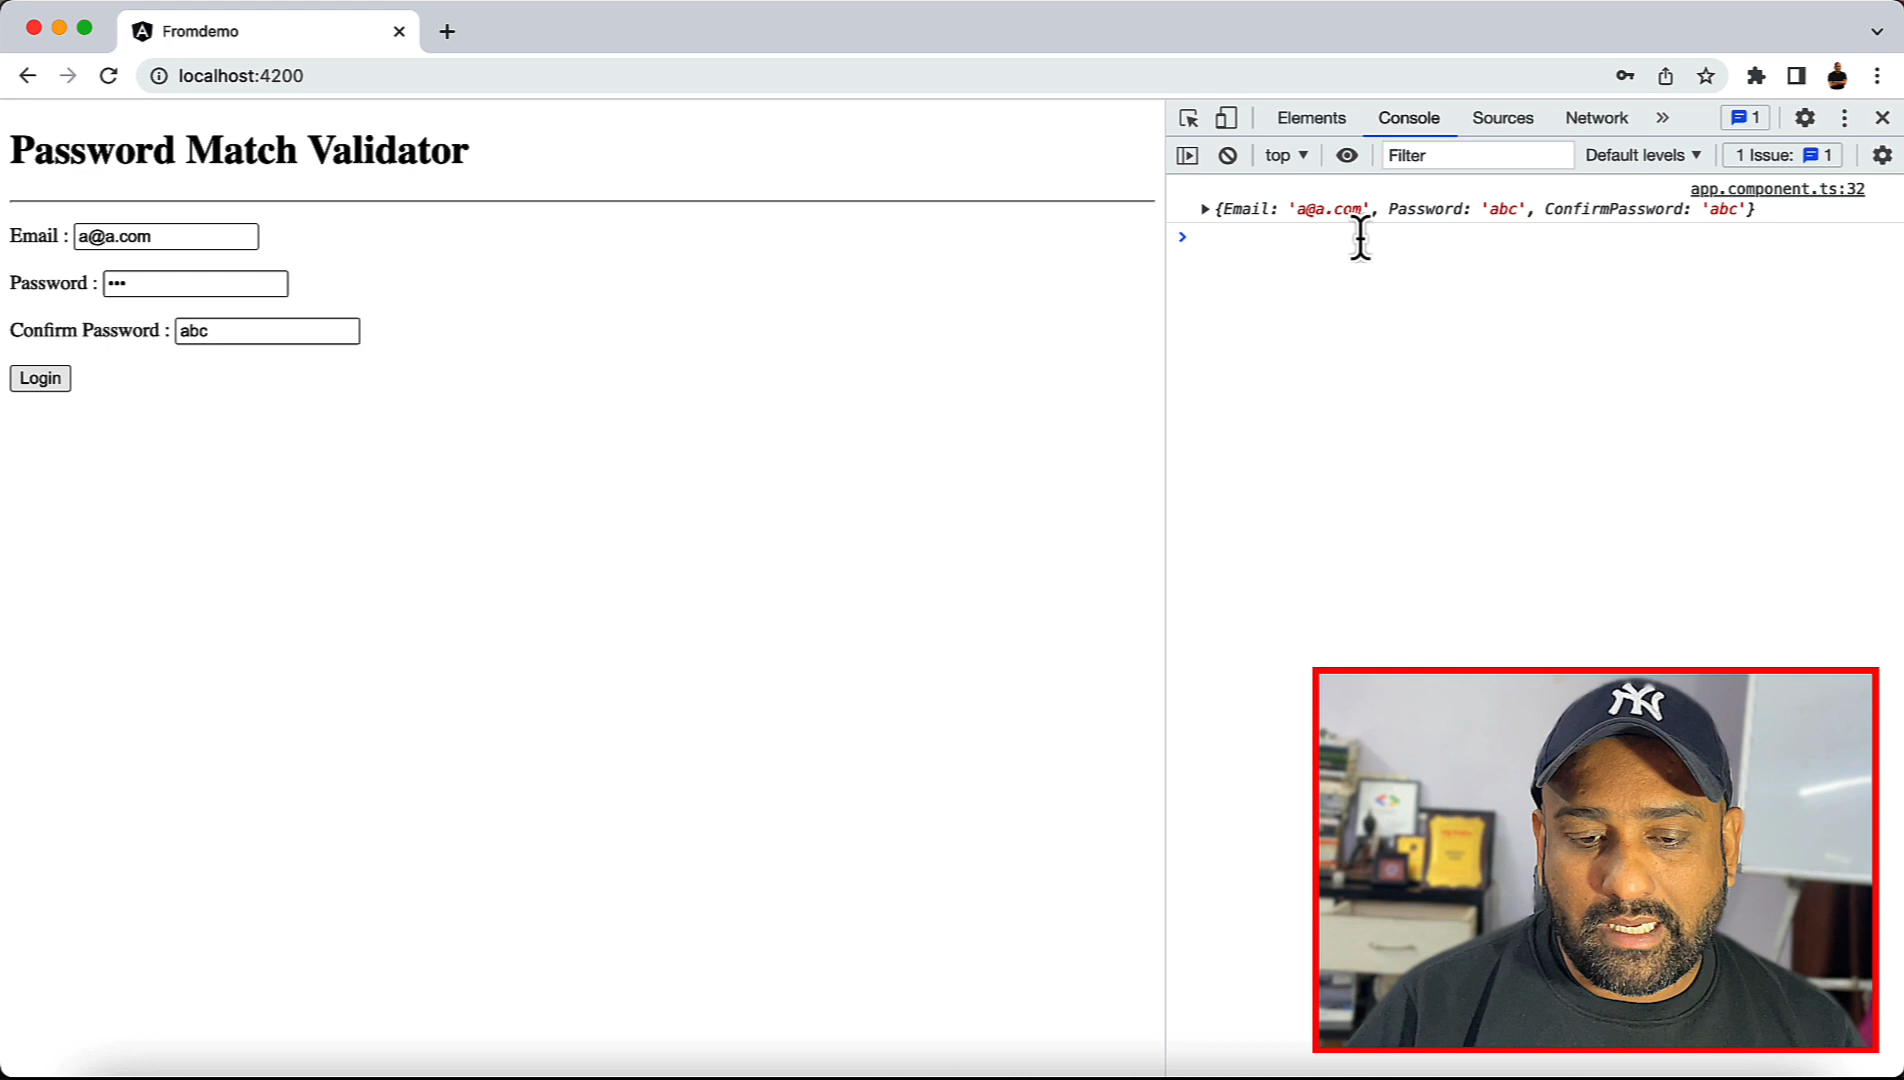 Fromdemo
localhost:4200
Password Match Validator
Email : a@a.com
Password : •••
Confirm Password : abc
Login
Elements Console Sources Network » 1
top ▼ Filter Default levels ▼ 1 Issue: 1
app.component.ts:32
▶ {Email: 'a@a.com', Password: 'abc', ConfirmPassword: 'abc'}
>
NY